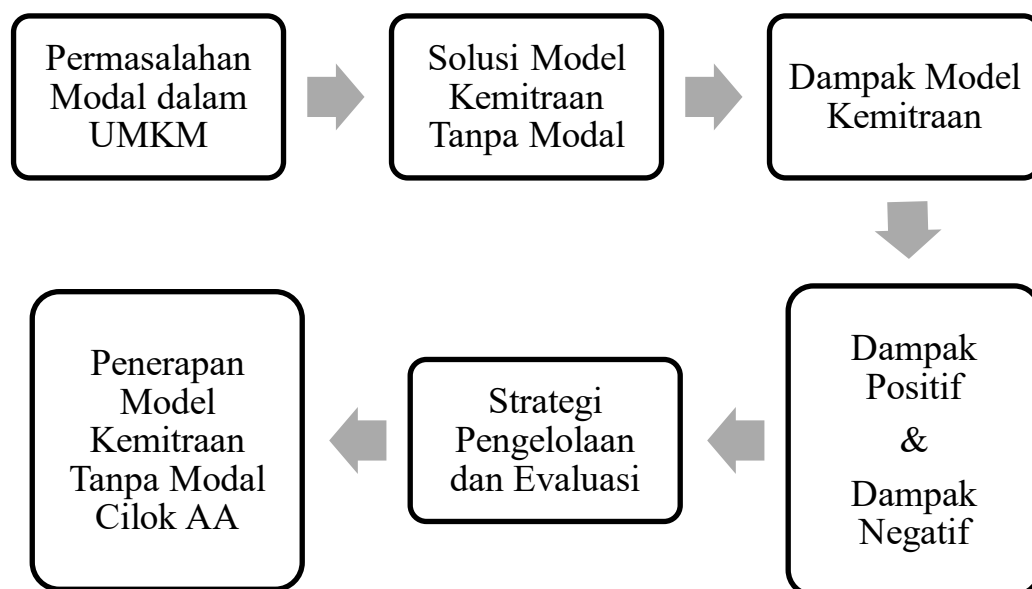 Permasalahan
Modal dalam
UMKM
Solusi Model
Kemitraan
Tanpa Modal
Dampak Model
Kemitraan
Dampak
Positif
&
Dampak
Negatif
Strategi
Pengelolaan
dan Evaluasi
Penerapan
Model
Kemitraan
Tanpa Modal
Cilok AA